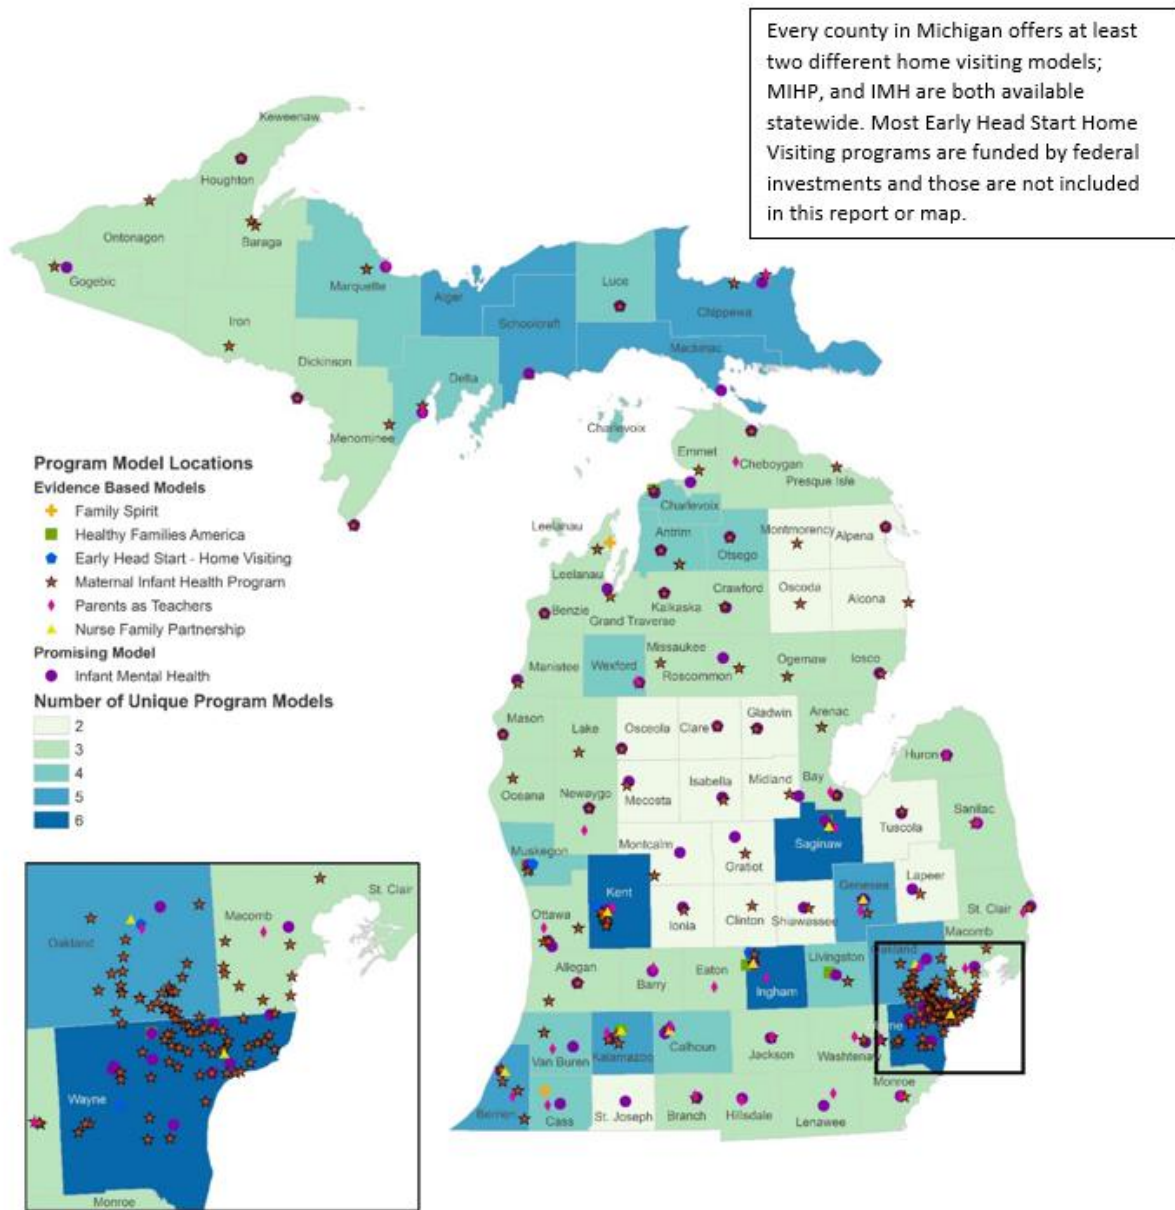 Every county in Michigan offers at least
two different home visiting models;
MIHP, and IMH are both available
statewide. Most Early Head Start Home
Visiting programs are funded by federal
investments and those are not included
in this report or map.
Keweenaw
Houghton
Ontonagon
Baraga
Gogebic
Marquette
Alger
Luce
Schoolcraft
Chippewa
Mackinac
Iron
Dickinson
Delta
Menominee
Charlevoix
Emmet
Cheboygan
Presque Isle
Charlevoix
Leelanau
Antrim
Otsego
Montmorency
Alpena
Leelanau
Benzie
Grand Traverse
Kalkaska
Crawford
Oscoda
Alcona
Manistee
Wexford
Missaukee
Roscommon
Ogemaw
Iosco
Mason
Lake
Osceola
Clare
Gladwin
Arenac
Huron
Oceana
Newaygo
Mecosta
Isabella
Midland
Bay
Tuscola
Sanilac
Muskegon
Montcalm
Gratiot
Saginaw
Genesee
Lapeer
St. Clair
Kent
Ottawa
Ionia
Clinton
Shiawassee
Macomb
Oakland
Allegan
Barry
Eaton
Ingham
Livingston
Wayne
Van Buren
Kalamazoo
Calhoun
Jackson
Washtenaw
Monroe
Berrien
Cass
St. Joseph
Branch
Hillsdale
Lenawee
Program Model Locations
Evidence Based Models
Family Spirit
Healthy Families America
Early Head Start - Home Visiting
Maternal Infant Health Program
Parents as Teachers
Nurse Family Partnership
Promising Model
Infant Mental Health
Number of Unique Program Models
2
3
4
5
6
St. Clair
Macomb
Oakland
Wayne
Monroe